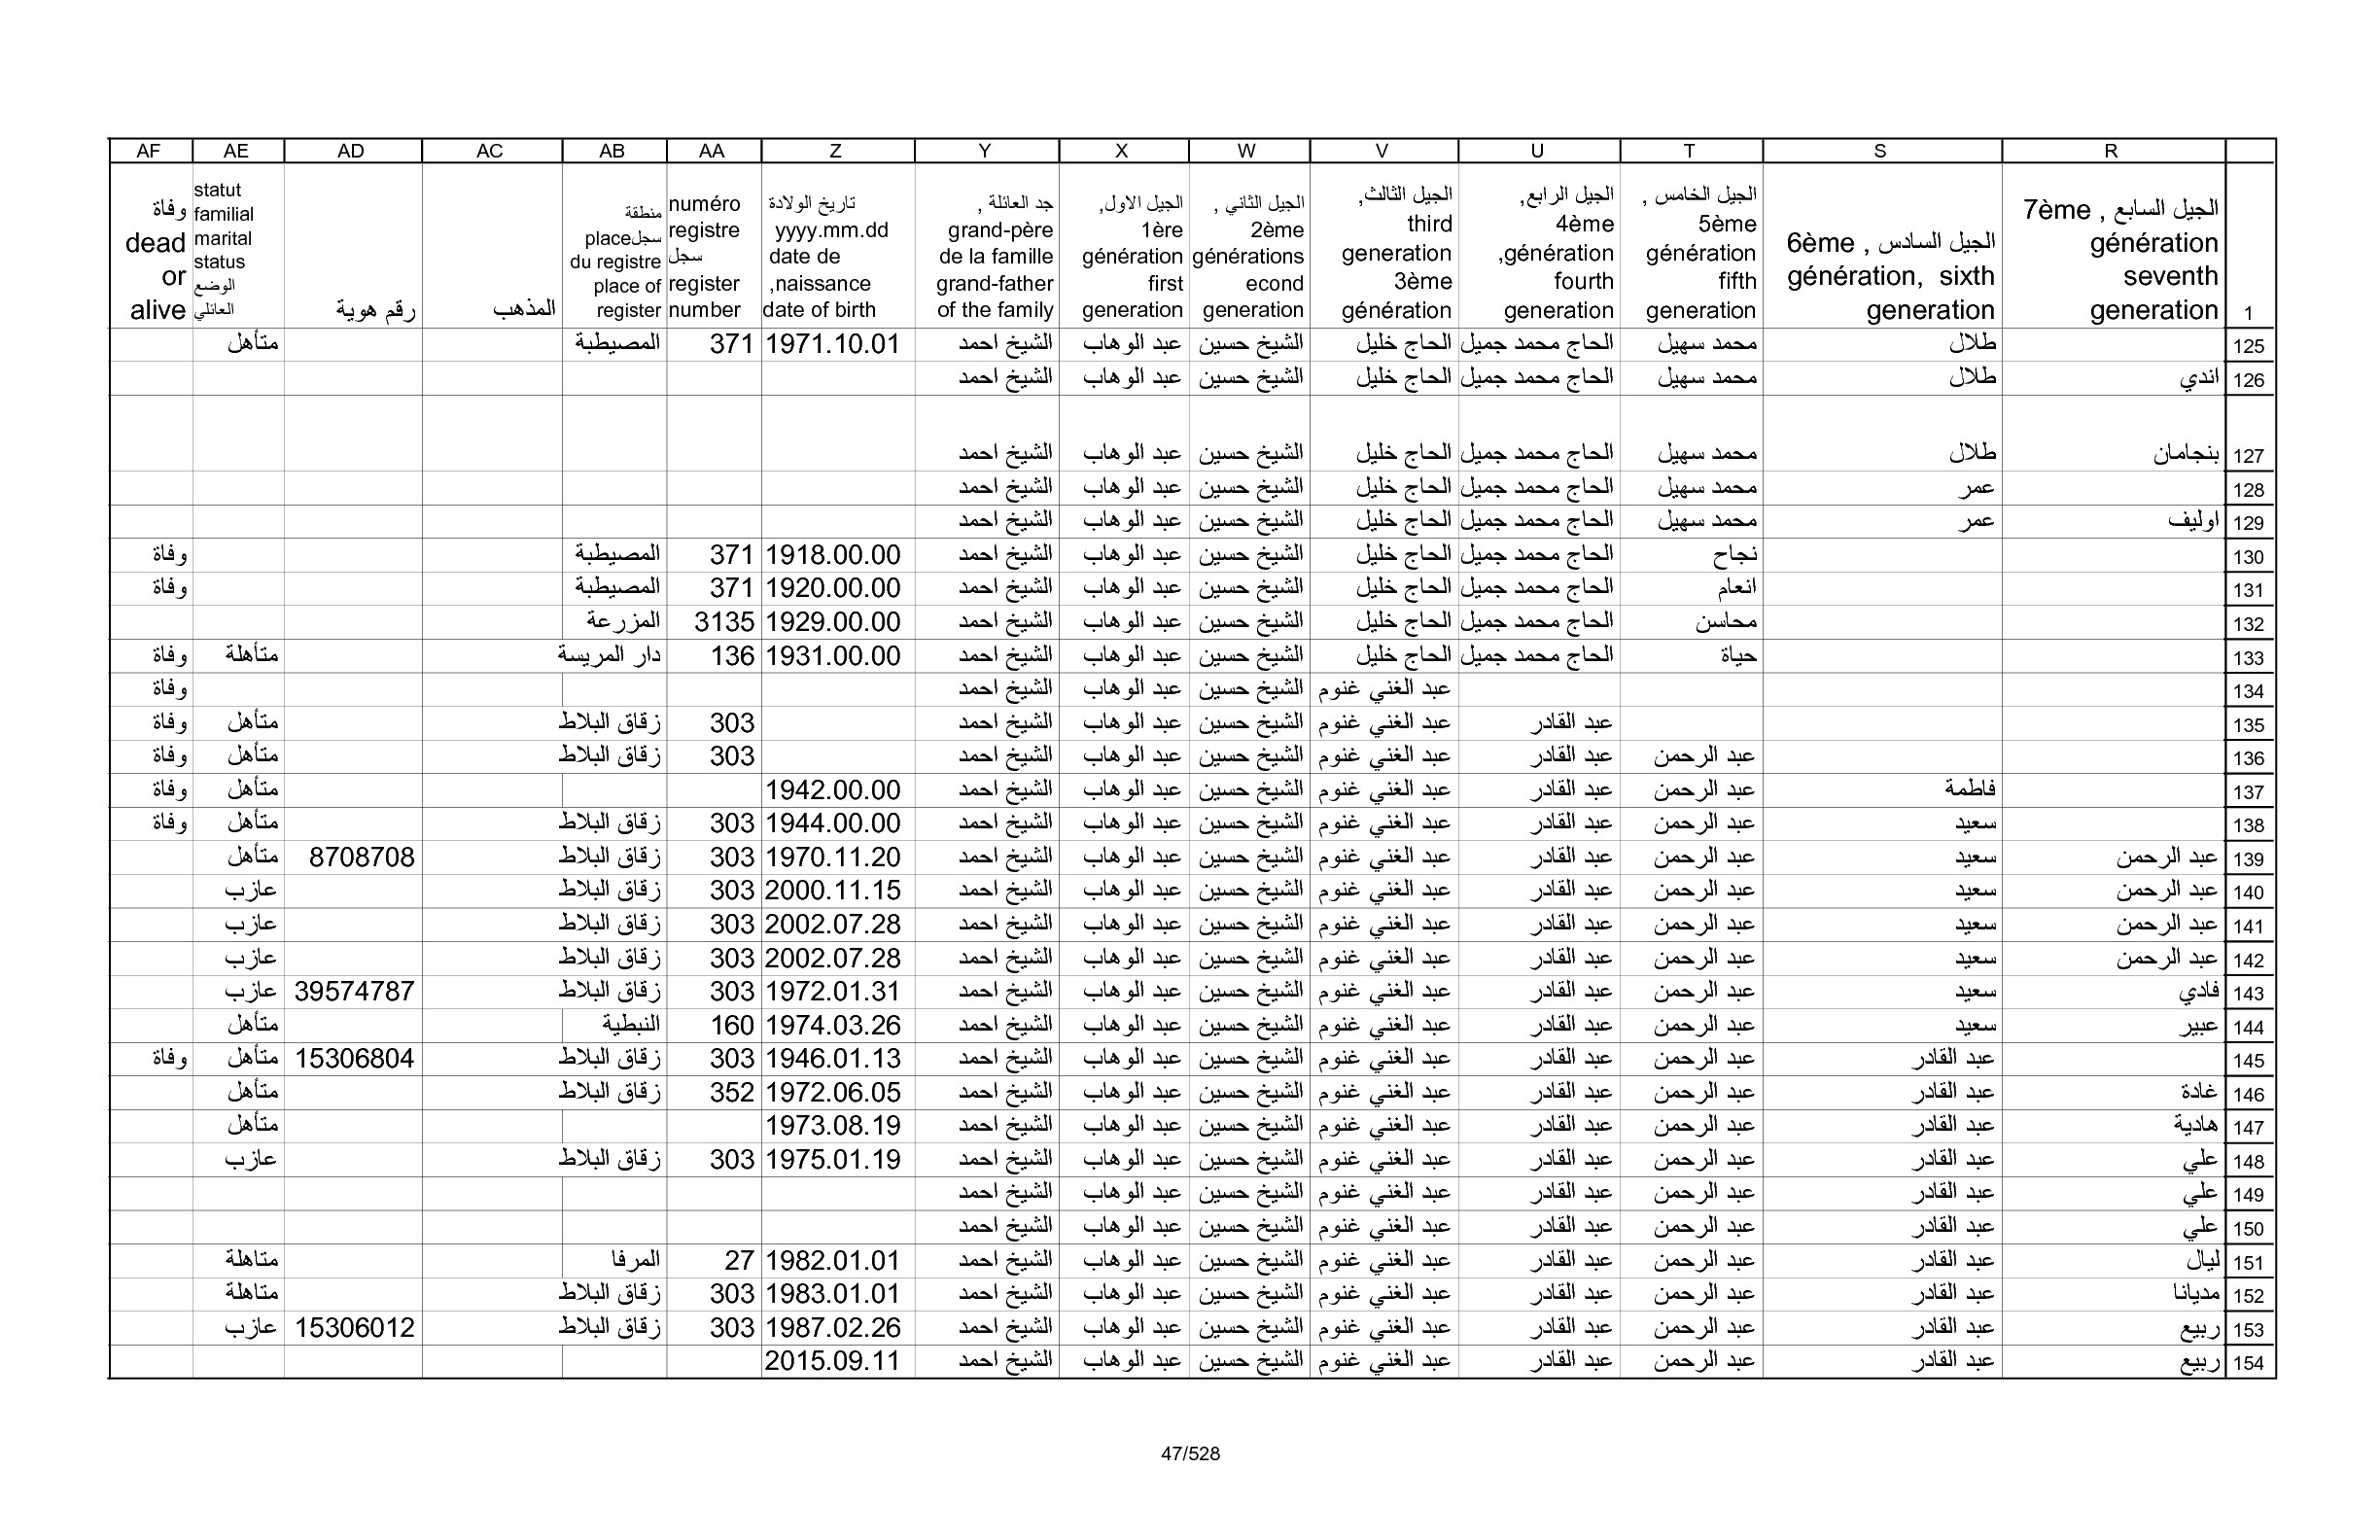 R S T U V W X Y Z AA AB AC AD AE AF
1
الجيل السابع , 7ème
génération
seventh
generation
الجيل السادس , 6ème
génération, sixth
generation
الجيل الخامس ,
5ème
génération
fifth
generation
الجيل الرابع,
4ème
génération,
fourth
generation
الجيل الثالث,
third
generation
3ème
génération
الجيل الثاني ,
2ème
générations
econd
generation
الجيل الاول,
1ère
génération
first
generation
جد العائلة ,
grand-père
de la famille
grand-father
of the family
تاريخ الولادة
yyyy.mm.dd
date de
naissance,
date of birth
numéro
registre
سجل
register
number
منطقة
سجلplace
du registre
place of
register
المذهب
رقم هوية
statut
familial
marital
status
الوضع
العائلي
وفاة
dead
or
alive
125 طلال محمد سهيل الحاج محمد جميل الحاج خليل الشيخ حسين عبد الوهاب الشيخ احمد 1971.10.01 371 المصيطبة متأهل
126 اندي طلال محمد سهيل الحاج محمد جميل الحاج خليل الشيخ حسين عبد الوهاب الشيخ احمد
127 بنجامان طلال محمد سهيل الحاج محمد جميل الحاج خليل الشيخ حسين عبد الوهاب الشيخ احمد
128 عمر محمد سهيل الحاج محمد جميل الحاج خليل الشيخ حسين عبد الوهاب الشيخ احمد
129 اوليف عمر محمد سهيل الحاج محمد جميل الحاج خليل الشيخ حسين عبد الوهاب الشيخ احمد
130 نجاح الحاج محمد جميل الحاج خليل الشيخ حسين عبد الوهاب الشيخ احمد 1918.00.00 371 المصيطبة وفاة
131 انعام الحاج محمد جميل الحاج خليل الشيخ حسين عبد الوهاب الشيخ احمد 1920.00.00 371 المصيطبة وفاة
132 محاسن الحاج محمد جميل الحاج خليل الشيخ حسين عبد الوهاب الشيخ احمد 1929.00.00 3135 المزرعة
133 حياة الحاج محمد جميل الحاج خليل الشيخ حسين عبد الوهاب الشيخ احمد 1931.00.00 136 دار المريسة متأهلة وفاة
134 عبد الغني غنوم الشيخ حسين عبد الوهاب الشيخ احمد وفاة
135 عبد القادر عبد الغني غنوم الشيخ حسين عبد الوهاب الشيخ احمد 303 زقاق البلاط متأهل وفاة
136 عبد الرحمن عبد القادر عبد الغني غنوم الشيخ حسين عبد الوهاب الشيخ احمد 303 زقاق البلاط متأهل وفاة
137 فاطمة عبد الرحمن عبد القادر عبد الغني غنوم الشيخ حسين عبد الوهاب الشيخ احمد 1942.00.00 متأهل وفاة
138 سعيد عبد الرحمن عبد القادر عبد الغني غنوم الشيخ حسين عبد الوهاب الشيخ احمد 1944.00.00 303 زقاق البلاط متأهل وفاة
139 عبد الرحمن سعيد عبد الرحمن عبد القادر عبد الغني غنوم الشيخ حسين عبد الوهاب الشيخ احمد 1970.11.20 303 زقاق البلاط 8708708 متأهل
140 عبد الرحمن سعيد عبد الرحمن عبد القادر عبد الغني غنوم الشيخ حسين عبد الوهاب الشيخ احمد 2000.11.15 303 زقاق البلاط عازب
141 عبد الرحمن سعيد عبد الرحمن عبد القادر عبد الغني غنوم الشيخ حسين عبد الوهاب الشيخ احمد 2002.07.28 303 زقاق البلاط عازب
142 عبد الرحمن سعيد عبد الرحمن عبد القادر عبد الغني غنوم الشيخ حسين عبد الوهاب الشيخ احمد 2002.07.28 303 زقاق البلاط عازب
143 فادي سعيد عبد الرحمن عبد القادر عبد الغني غنوم الشيخ حسين عبد الوهاب الشيخ احمد 1972.01.31 303 زقاق البلاط 39574787 عازب
144 عبير سعيد عبد الرحمن عبد القادر عبد الغني غنوم الشيخ حسين عبد الوهاب الشيخ احمد 1974.03.26 160 النبطية متأهل
145 عبد القادر عبد الرحمن عبد القادر عبد الغني غنوم الشيخ حسين عبد الوهاب الشيخ احمد 1946.01.13 303 زقاق البلاط 15306804 متأهل وفاة
146 غادة عبد القادر عبد الرحمن عبد القادر عبد الغني غنوم الشيخ حسين عبد الوهاب الشيخ احمد 1972.06.05 352 زقاق البلاط متأهل
147 هادية عبد القادر عبد الرحمن عبد القادر عبد الغني غنوم الشيخ حسين عبد الوهاب الشيخ احمد 1973.08.19 متأهل
148 علي عبد القادر عبد الرحمن عبد القادر عبد الغني غنوم الشيخ حسين عبد الوهاب الشيخ احمد 1975.01.19 303 زقاق البلاط عازب
149 علي عبد القادر عبد الرحمن عبد القادر عبد الغني غنوم الشيخ حسين عبد الوهاب الشيخ احمد
150 علي عبد القادر عبد الرحمن عبد القادر عبد الغني غنوم الشيخ حسين عبد الوهاب الشيخ احمد
151 ليال عبد القادر عبد الرحمن عبد القادر عبد الغني غنوم الشيخ حسين عبد الوهاب الشيخ احمد 1982.01.01 27 المرفا متاهلة
152 مديانا عبد القادر عبد الرحمن عبد القادر عبد الغني غنوم الشيخ حسين عبد الوهاب الشيخ احمد 1983.01.01 303 زقاق البلاط متاهلة
153 ربيع عبد القادر عبد الرحمن عبد القادر عبد الغني غنوم الشيخ حسين عبد الوهاب الشيخ احمد 1987.02.26 303 زقاق البلاط 15306012 عازب
154 ربيع عبد القادر عبد الرحمن عبد القادر عبد الغني غنوم الشيخ حسين عبد الوهاب الشيخ احمد 2015.09.11
47/528